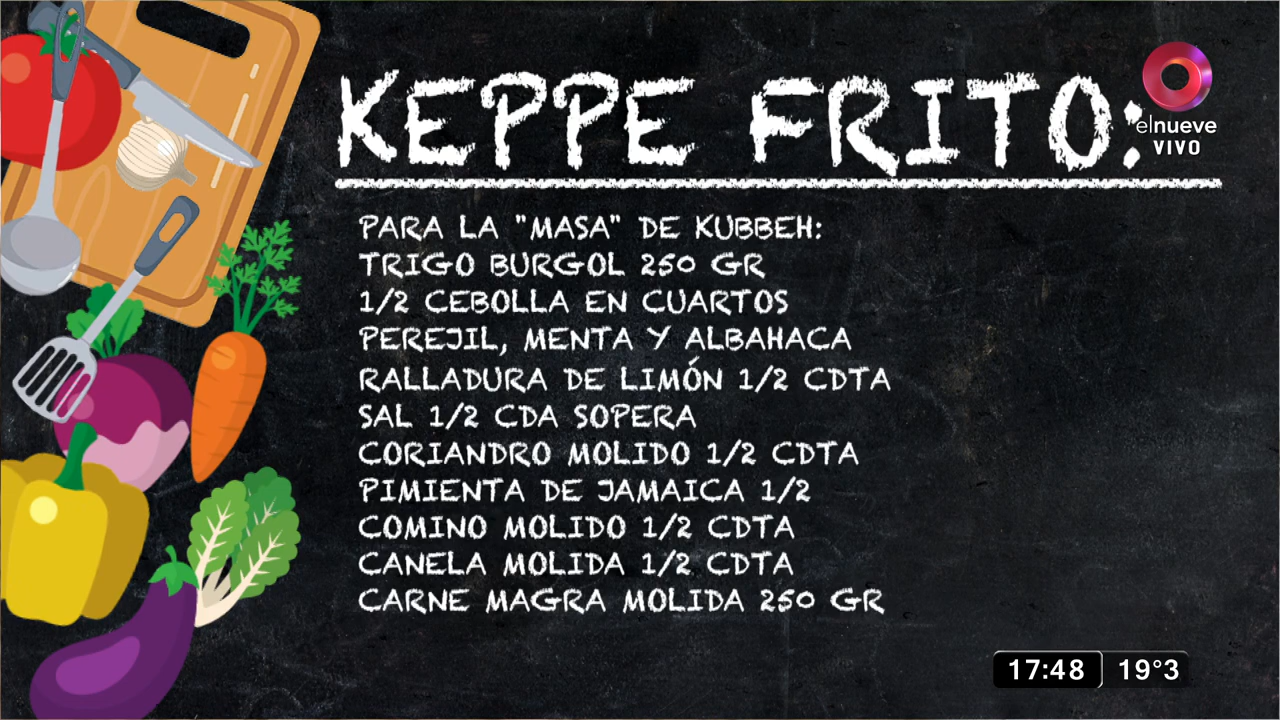 KEPPE FRITO:
elnueve
VIVO
PARA LA "MASA" DE KUBBEH:
TRIGO BURGOL 250 GR
1/2 CEBOLLA EN CUARTOS
PEREJIL, MENTA Y ALBAHACA
RALLADURA DE LIMÓN 1/2 CDTA
SAL 1/2 CDA SOPERA
CORIANDRO MOLIDO 1/2 CDTA
PIMIENTA DE JAMAICA 1/2
COMINO MOLIDO 1/2 CDTA
CANELA MOLIDA 1/2 CDTA
CARNE MAGRA MOLIDA 250 GR
17:48 19°3